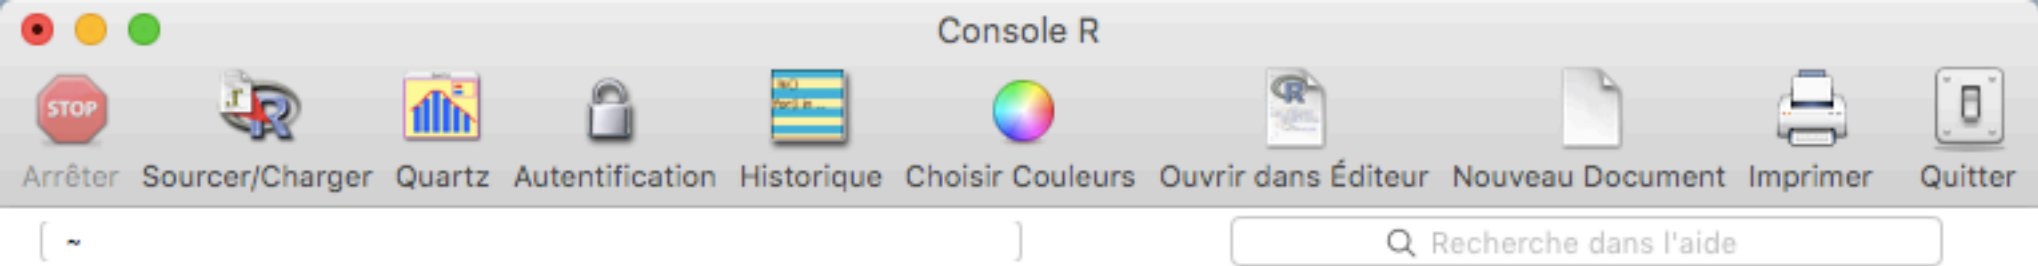 Console R
STOP
Arrêter Sourcer/Charger Quartz Autentification Historique Choisir Couleurs Ouvrir dans Éditeur Nouveau Document Imprimer Quitter
~ Recherche dans l'aide